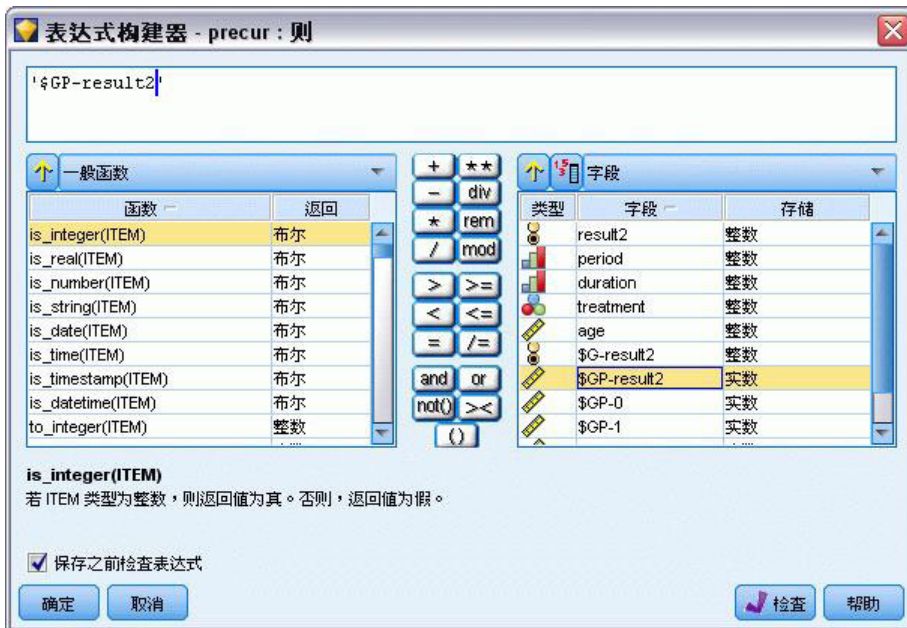 表达式构建器 - precur : 则
'$GP-result2'
一般函数
函数 返回
is_integer(ITEM) 布尔
is_real(ITEM) 布尔
is_number(ITEM) 布尔
is_string(ITEM) 布尔
is_date(ITEM) 布尔
is_time(ITEM) 布尔
is_timestamp(ITEM) 布尔
is_datetime(ITEM) 布尔
to_integer(ITEM) 整数
+ **
- div
* rem
/ mod
> >=
< <=
= /=
and or
not() ><
()
字段
类型 字段 存储
result2 整数
period 整数
duration 整数
treatment 整数
age 整数
$G-result2 整数
$GP-result2 实数
$GP-0 实数
$GP-1 实数
is_integer(ITEM)
若 ITEM 类型为整数，则返回值为真。否则，返回值为假。
保存之前检查表达式
确定 取消 检查 帮助